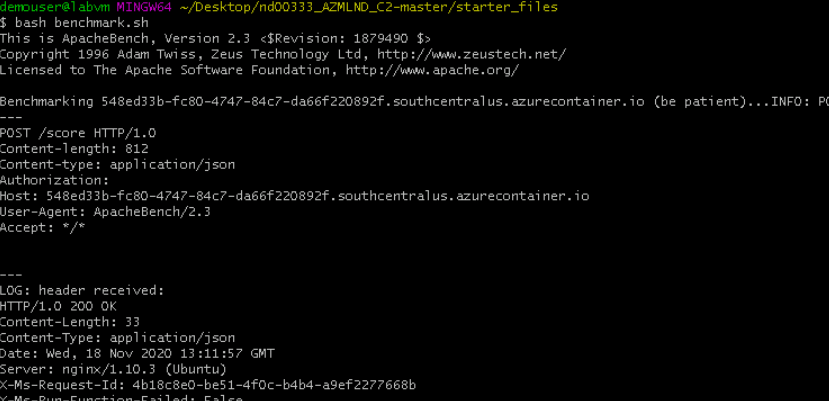 demouser@labvm MINGW64 ~/Desktop/nd00333_AZMLND_C2-master/starter_files
$ bash benchmark.sh
This is ApacheBench, Version 2.3 <$Revision: 1879490 $>
Copyright 1996 Adam Twiss, Zeus Technology Ltd, http://www.zeustech.net/
Licensed to The Apache Software Foundation, http://www.apache.org/
Benchmarking 548ed33b-fc80-4747-84c7-da66f220892f.southcentralus.azurecontainer.io (be patient)...INFO: PO
---
POST /score HTTP/1.0
Content-length: 812
Content-type: application/json
Authorization:
Host: 548ed33b-fc80-4747-84c7-da66f220892f.southcentralus.azurecontainer.io
User-Agent: ApacheBench/2.3
Accept: */*
---
LOG: header received:
HTTP/1.0 200 OK
Content-Length: 33
Content-Type: application/json
Date: Wed, 18 Nov 2020 13:11:57 GMT
Server: nginx/1.10.3 (Ubuntu)
X-Ms-Request-Id: 4b18c8e0-be51-4f0c-b4b4-a9ef2277668b
X-Ms-Run-Function-Failed: False